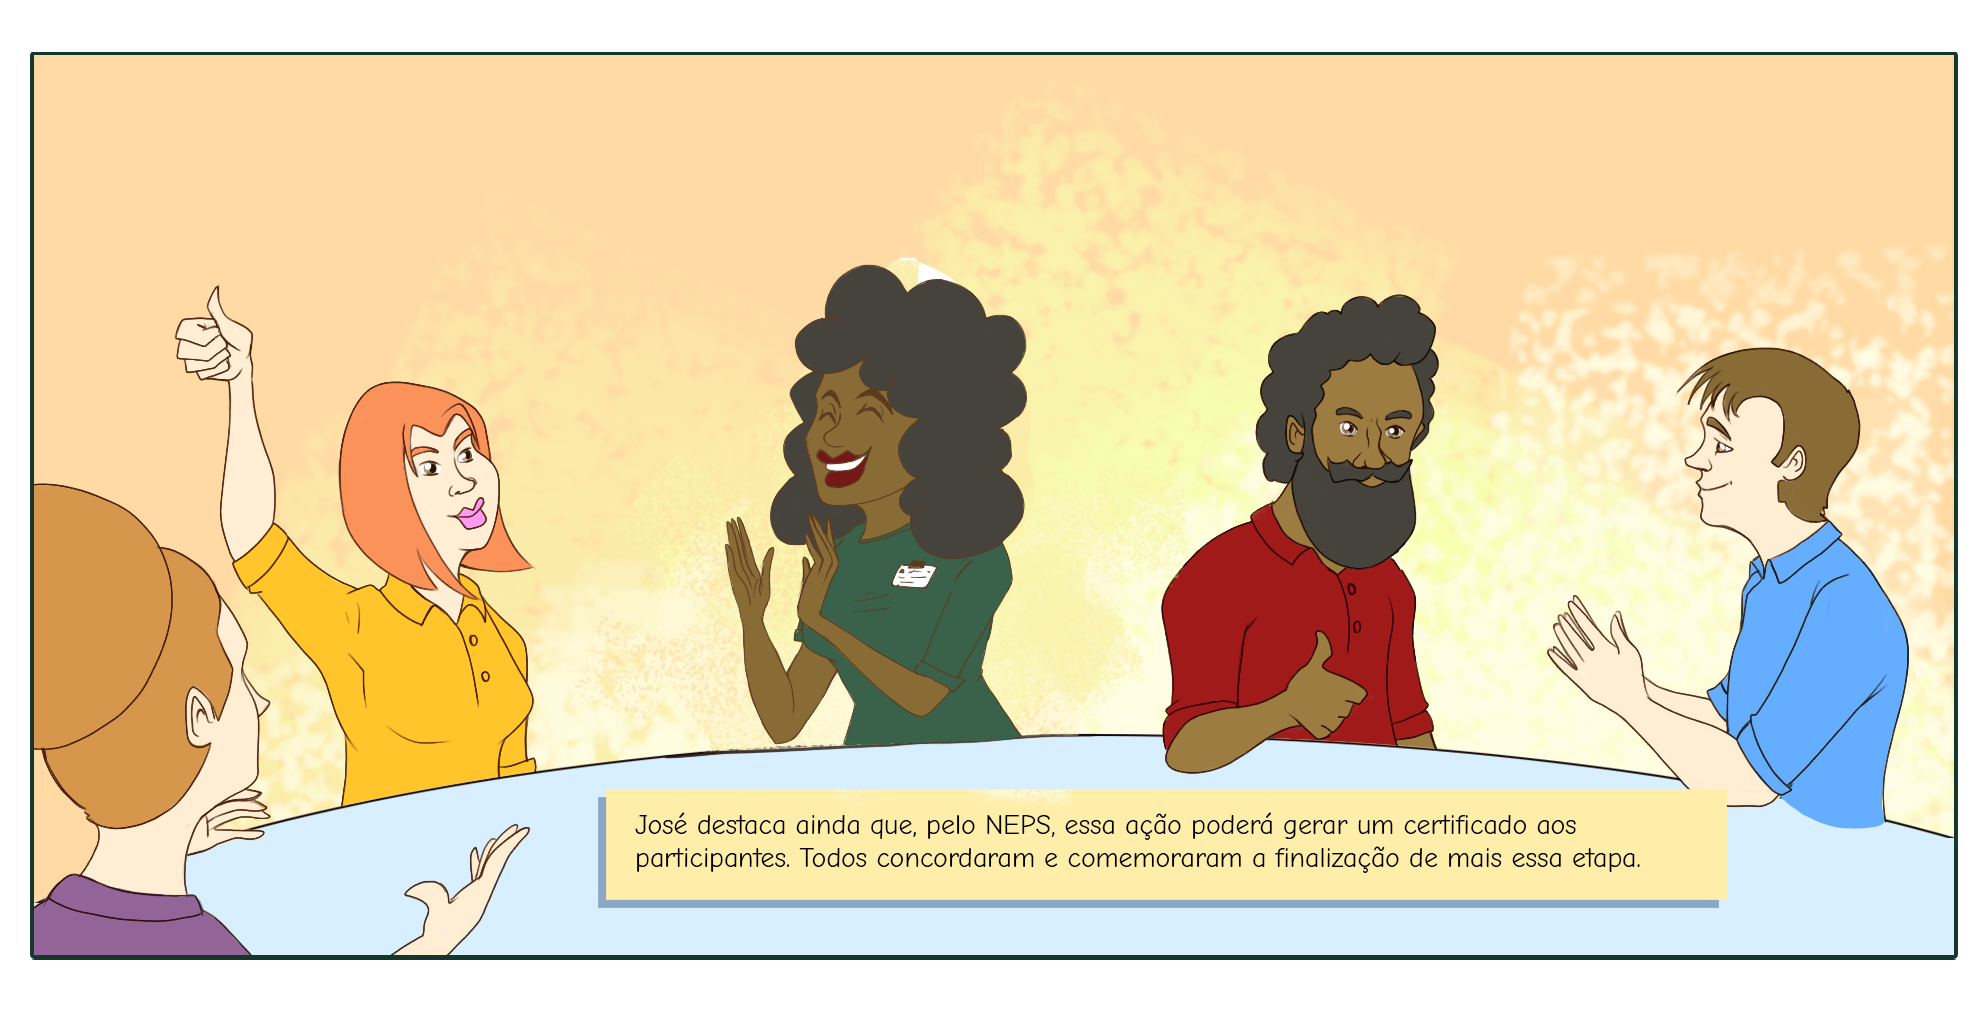 José destaca ainda que, pelo NEPS, essa ação poderá gerar um certificado aos
participantes. Todos concordaram e comemoraram a finalização de mais essa etapa.